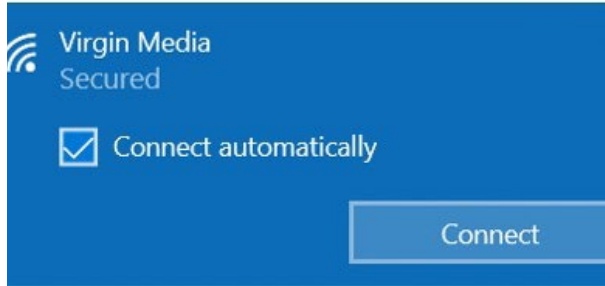 Virgin Media
Secured
Connect automatically
Connect